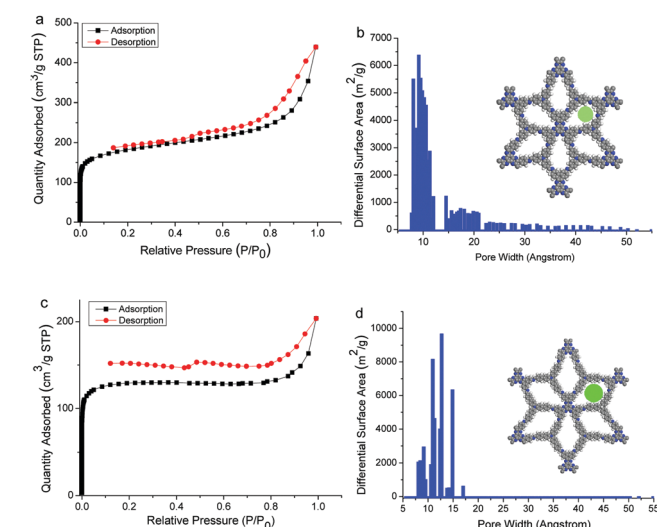 a
500
400
300
200
100
0
Quantity Adsorbed (cm³/g STP)
Adsorption
Desorption
0.0 0.2 0.4 0.6 0.8 1.0
Relative Pressure (P/P₀)
b
7000
6000
5000
4000
3000
2000
1000
0
Differential Surface Area (m²/g)
10 20 30 40 50
Pore Width (Angstrom)
c
200
100
0
Quantity Adsorbed (cm³/g STP)
Adsorption
Desorption
0.0 0.2 0.4 0.6 0.8 1.0
Relative Pressure (P/P₀)
d
10000
8000
6000
4000
2000
0
Differential Surface Area (m²/g)
5 10 15 20 25 30 35 40 45 50 55
Pore Width (Angstrom)